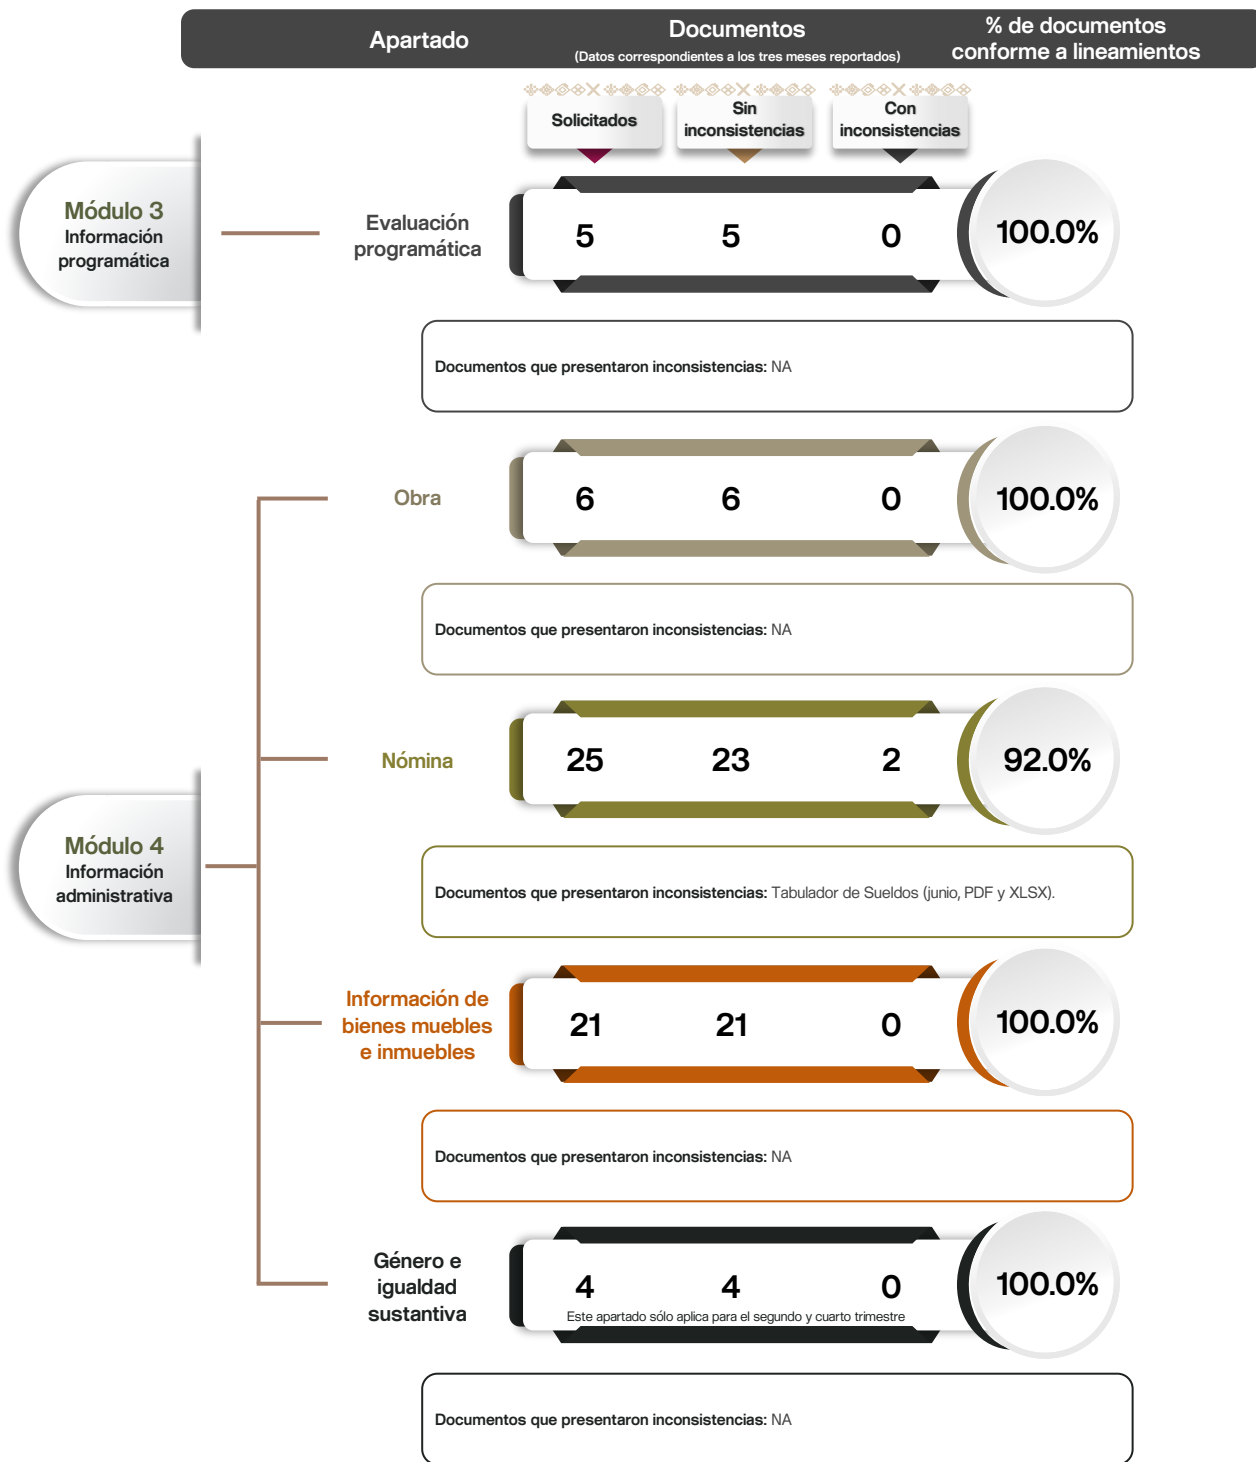 Apartado
Documentos
(Datos correspondientes a los tres meses reportados)
% de documentos
conforme a lineamientos
Solicitados
Sin
inconsistencias
Con
inconsistencias
Módulo 3
Información
programática
Evaluación
programática
5 5 0 100.0%
Documentos que presentaron inconsistencias: NA
Obra
6 6 0 100.0%
Documentos que presentaron inconsistencias: NA
Módulo 4
Información
administrativa
Nómina
25 23 2 92.0%
Documentos que presentaron inconsistencias: Tabulador de Sueldos (junio, PDF y XLSX).
Información de
bienes muebles
e inmuebles
21 21 0 100.0%
Documentos que presentaron inconsistencias: NA
Género e
igualdad
sustantiva
4 4 0 100.0%
Este apartado sólo aplica para el segundo y cuarto trimestre
Documentos que presentaron inconsistencias: NA